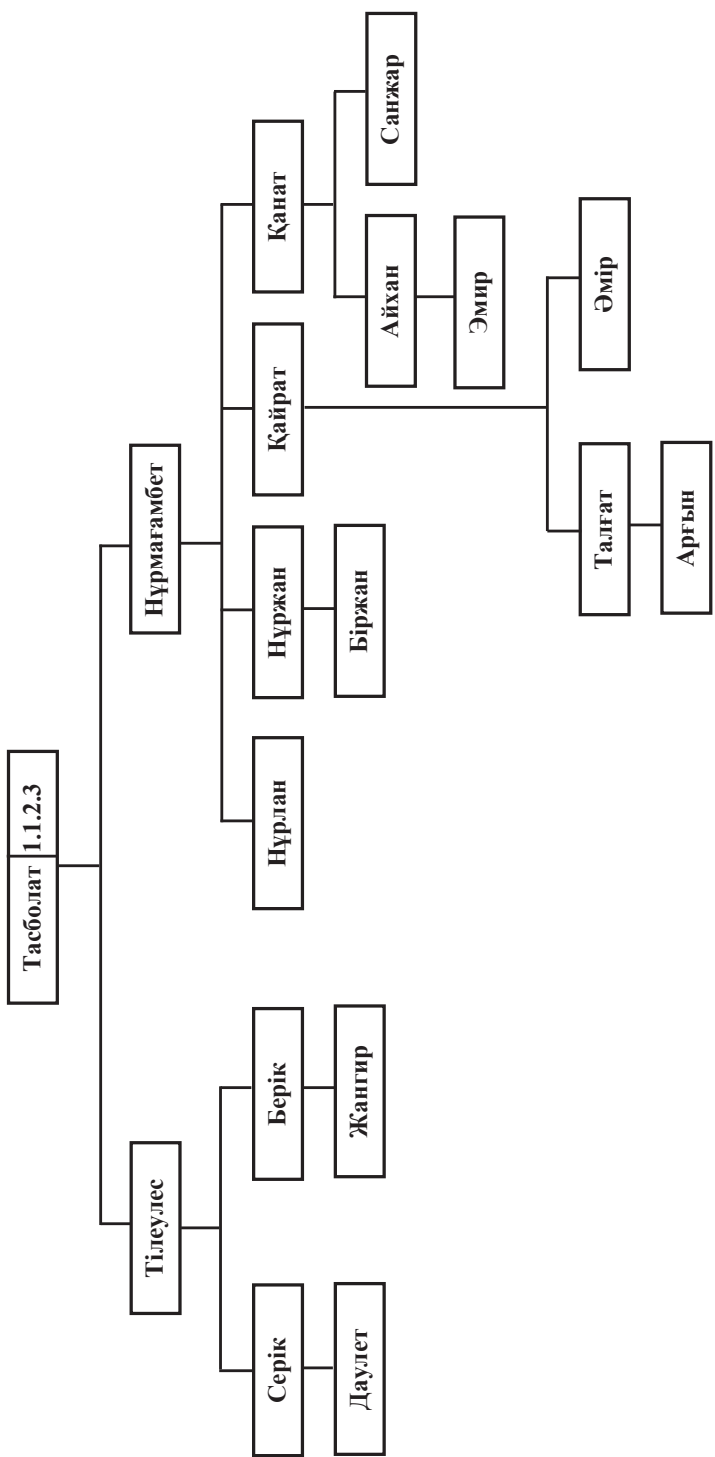 Тасболат 1.1.2.3
Тілеулес
Нұрмағамбет
Серік
Берік
Нұрлан
Нұржан
Қайрат
Қанат
Даулет
Жангир
Біржан
Айхан
Санжар
Эмир
Талғат
Әмір
Арғын